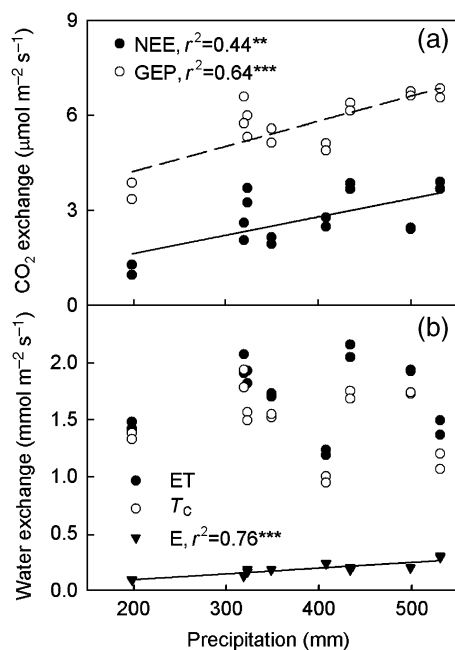 (a)
NEE, r²=0.44**
GEP, r²=0.64***
CO₂ exchange (μmol m⁻² s⁻¹)
9
6
3
0
(b)
Water exchange (mmol m⁻² s⁻¹)
2.0
1.5
1.0
0.5
0.0
ET
T_C
E, r²=0.76***
200 300 400 500
Precipitation (mm)